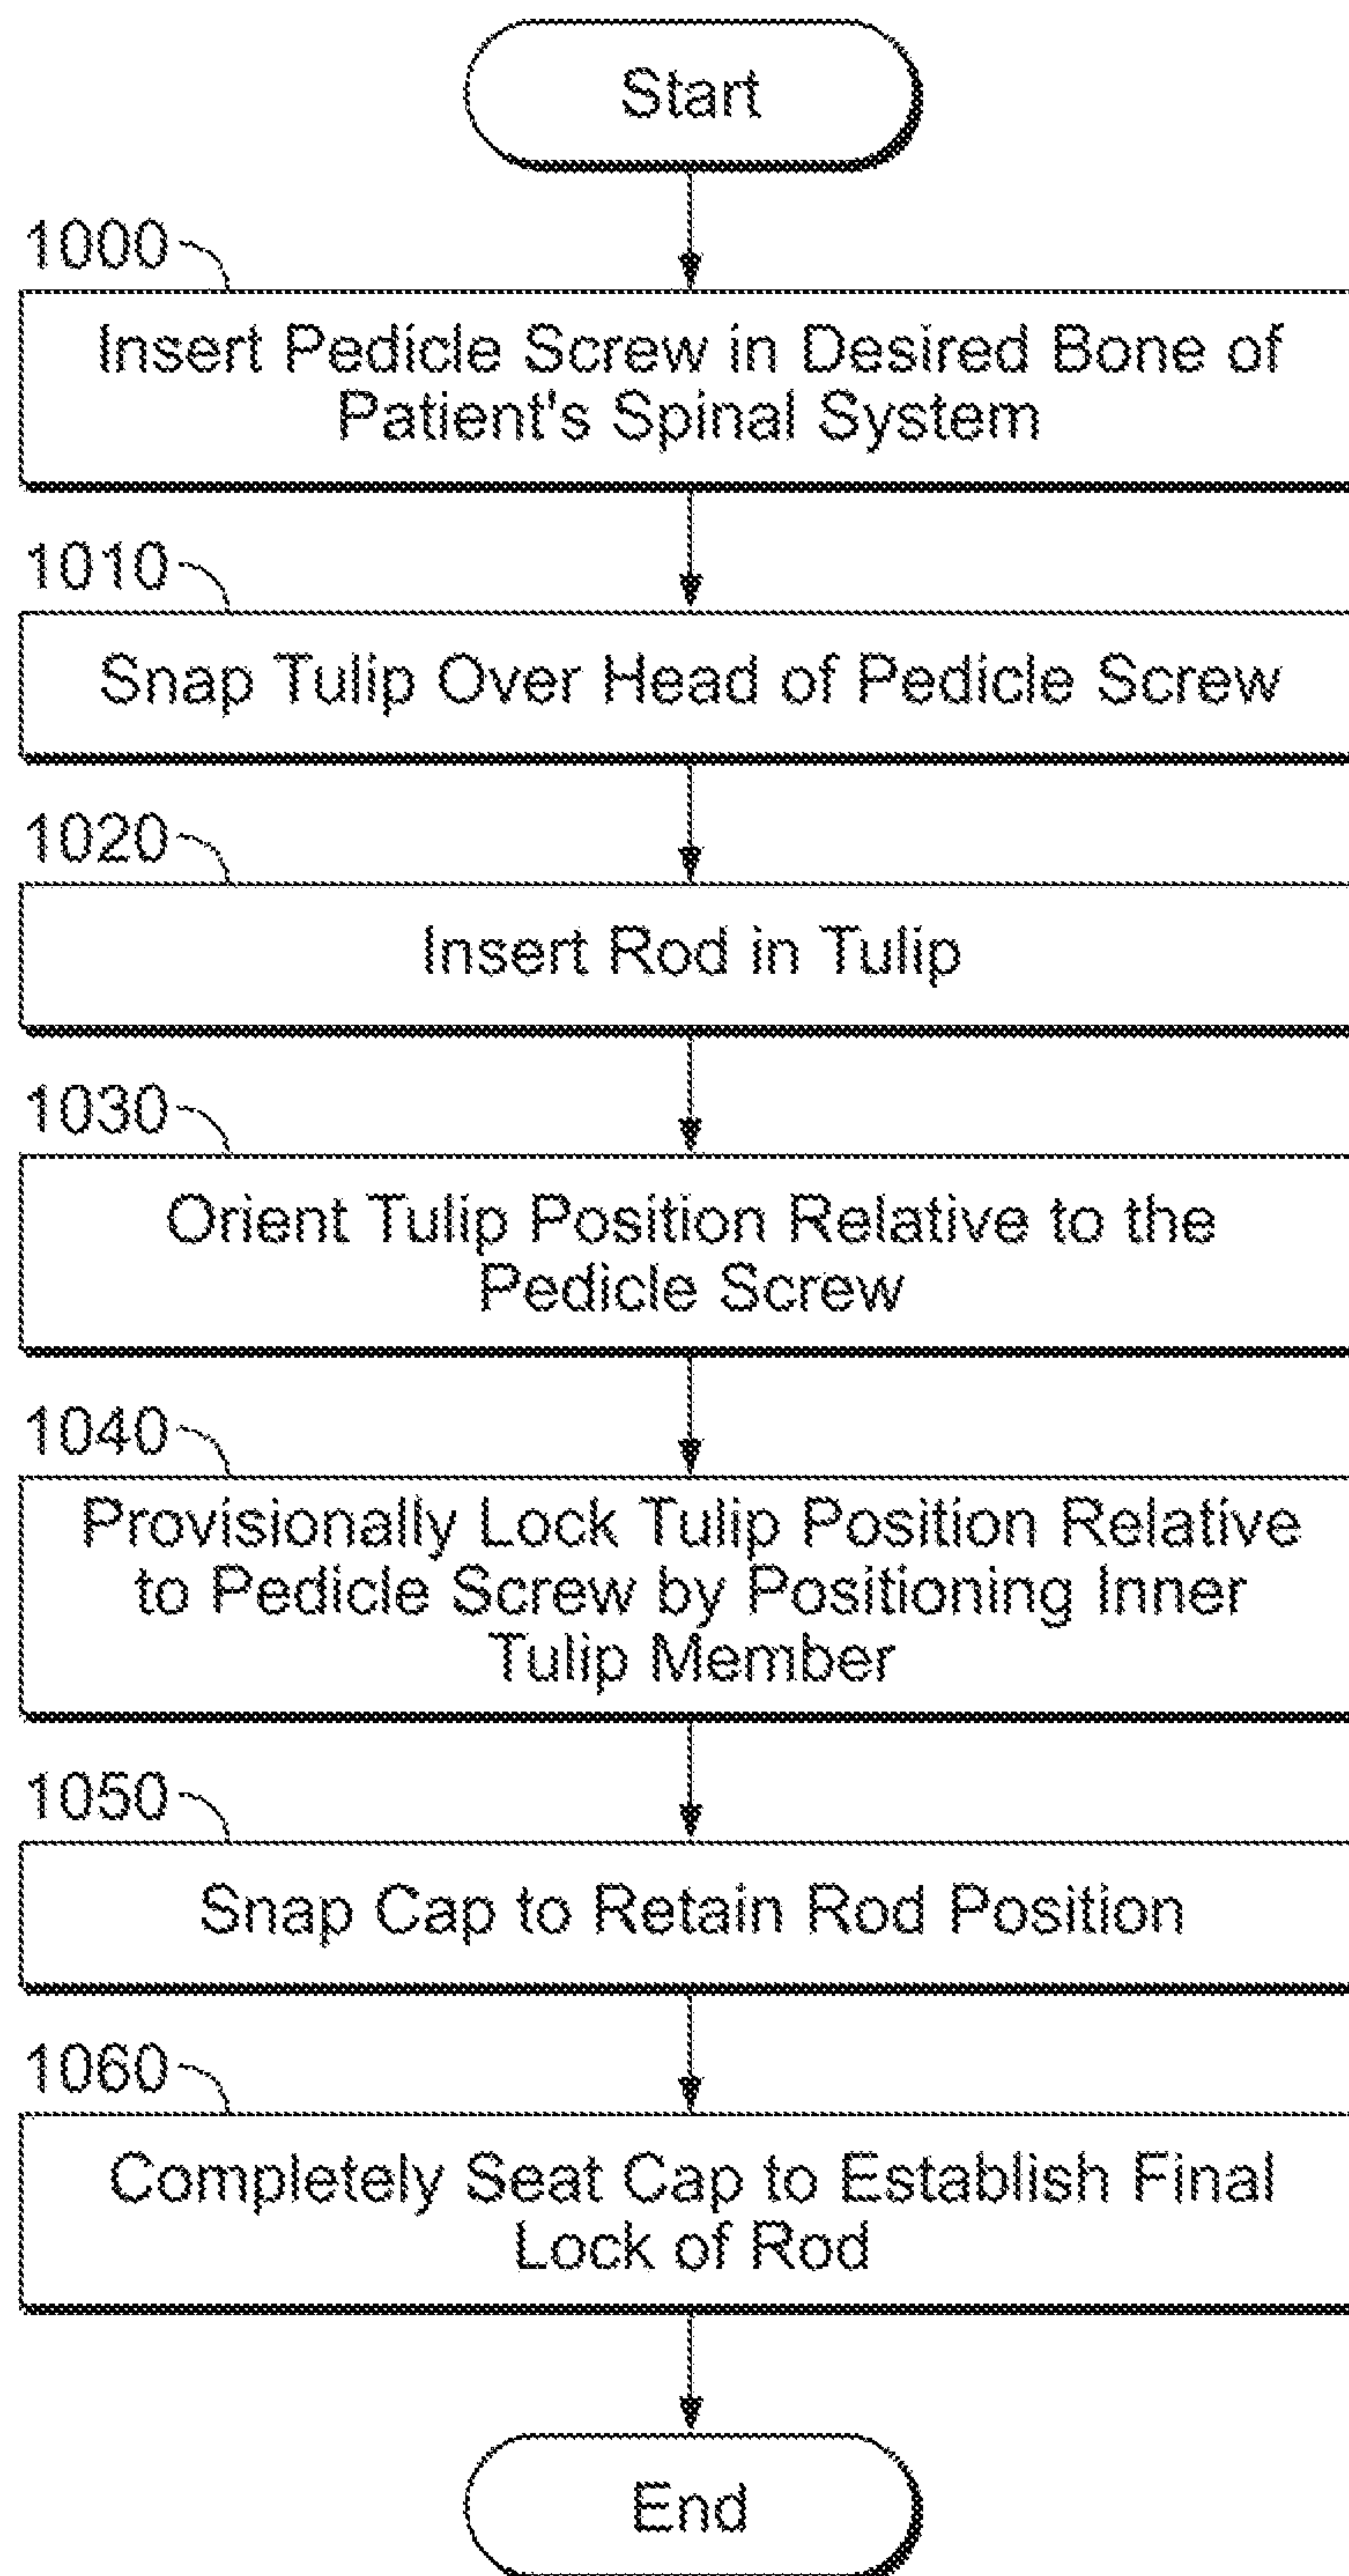 Start
1000
Insert Pedicle Screw in Desired Bone of
Patient's Spinal System
1010
Snap Tulip Over Head of Pedicle Screw
1020
Insert Rod in Tulip
1030
Orient Tulip Position Relative to the
Pedicle Screw
1040
Provisionally Lock Tulip Position Relative
to Pedicle Screw by Positioning Inner
Tulip Member
1050
Snap Cap to Retain Rod Position
1060
Completely Seat Cap to Establish Final
Lock of Rod
End